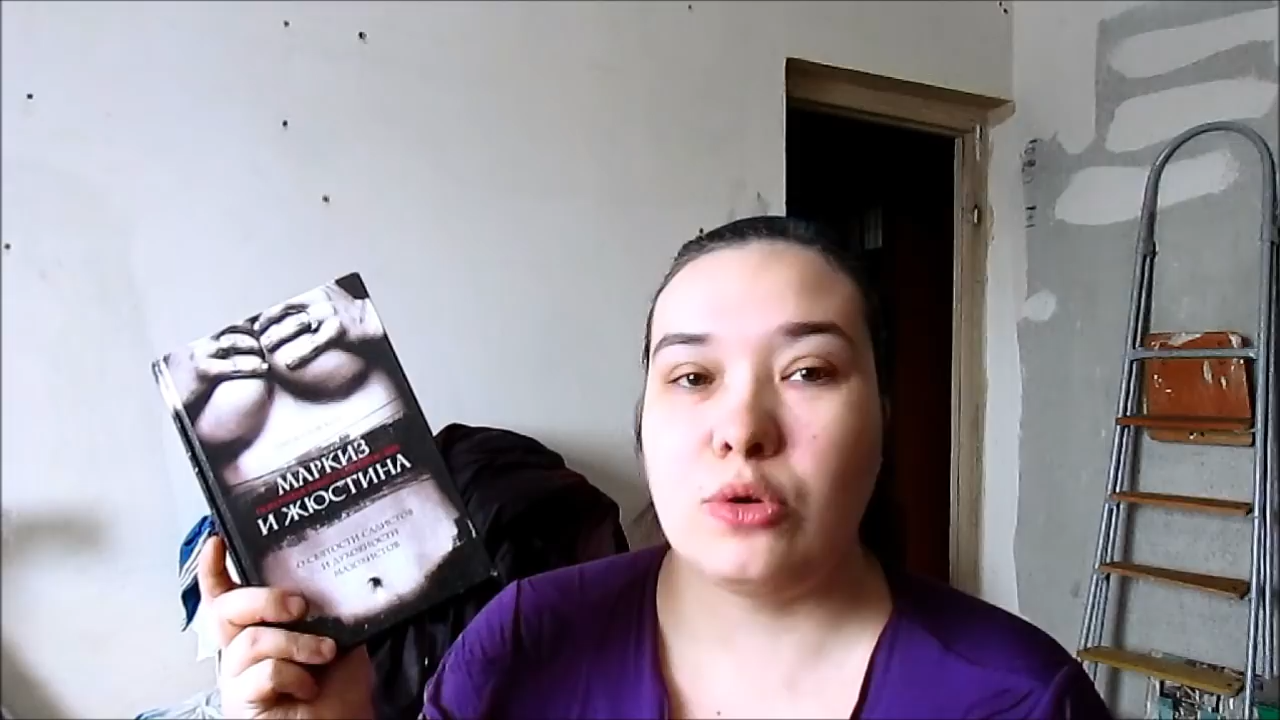 МАРКИЗ
И ЖЮСТИНА
О СВЯТОСТИ САДИСТОВ
И ДУХОВНОСТИ
МАЗОХИСТОВ